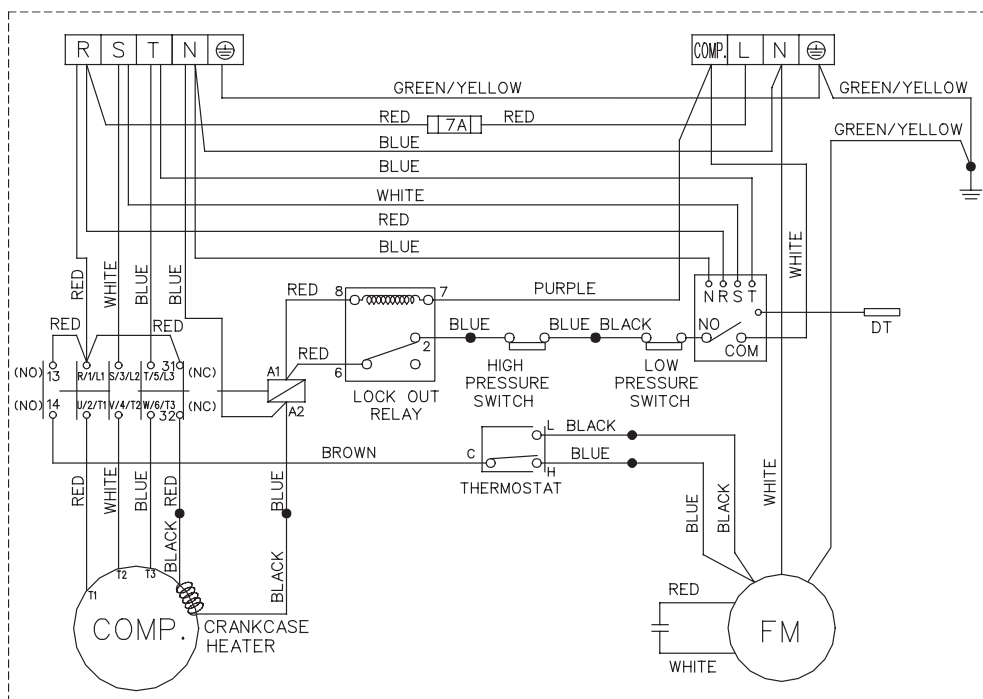 R S T N
COMP. L N
GREEN/YELLOW
GREEN/YELLOW
RED 7A RED
GREEN/YELLOW
BLUE
BLUE
WHITE
RED
BLUE
RED WHITE BLUE BLUE
WHITE
N R S T
RED 8 7 PURPLE
DT
RED RED
BLUE BLUE BLACK NO
2
COM
RED 6
(NO) 13 R/1/L1 S/3/L2 T/5/L3 31 (NC)
A1
HIGH
PRESSURE
SWITCH
LOW
PRESSURE
SWITCH
LOCK OUT
RELAY
(NO) 14 U/2/T1 V/4/T2 W/6/T3 32 (NC)
A2
L BLACK
BROWN C BLUE
H
THERMOSTAT
RED WHITE BLUE RED BLUE
BLUE BLACK WHITE
BLACK BLACK
T1 T2 T3
RED
COMP.
CRANKCASE
HEATER
FM
WHITE